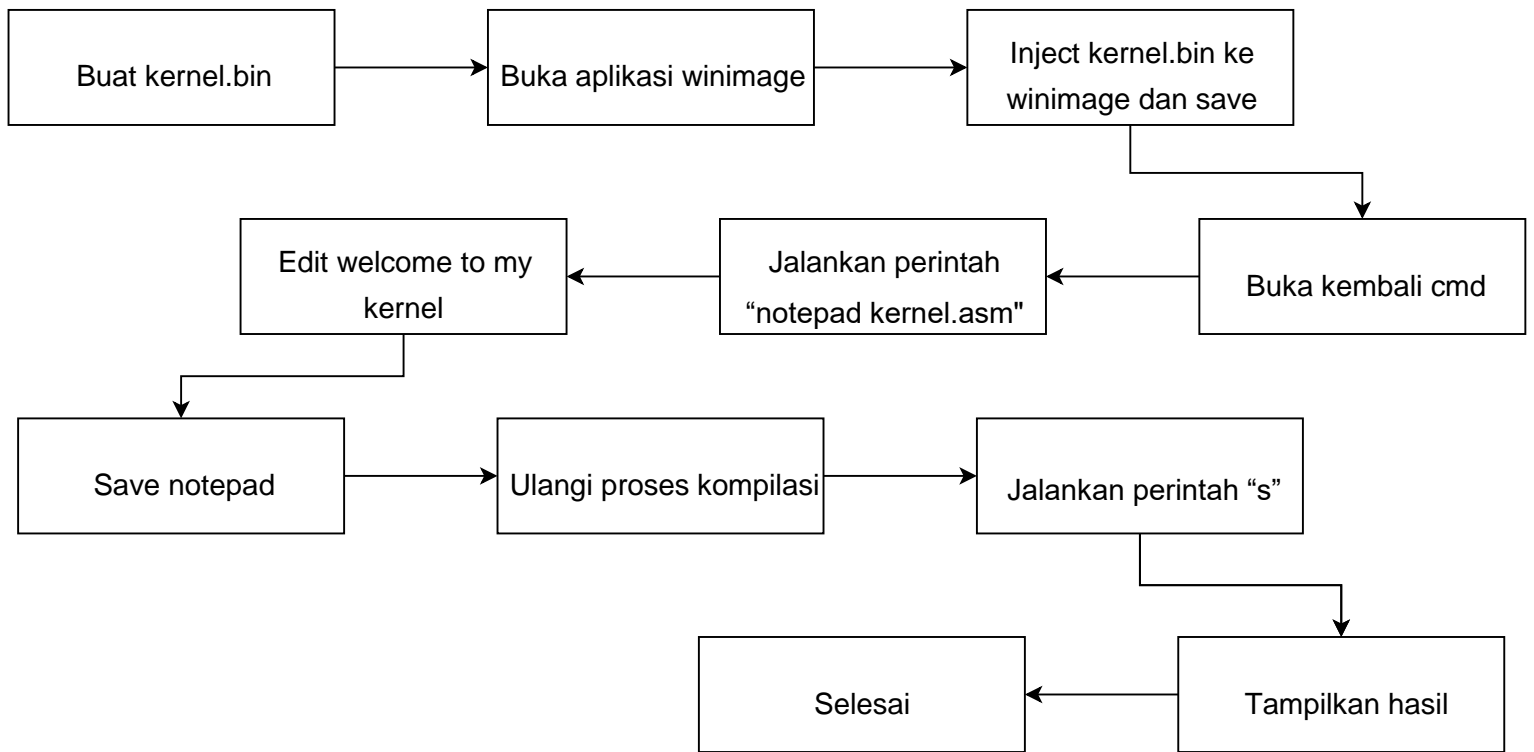 Buat kernel.bin
Buka aplikasi winimage
Inject kernel.bin ke
winimage dan save
Buka kembali cmd
Jalankan perintah
“notepad kernel.asm"
Edit welcome to my
kernel
Save notepad
Ulangi proses kompilasi
Jalankan perintah “s”
Tampilkan hasil
Selesai